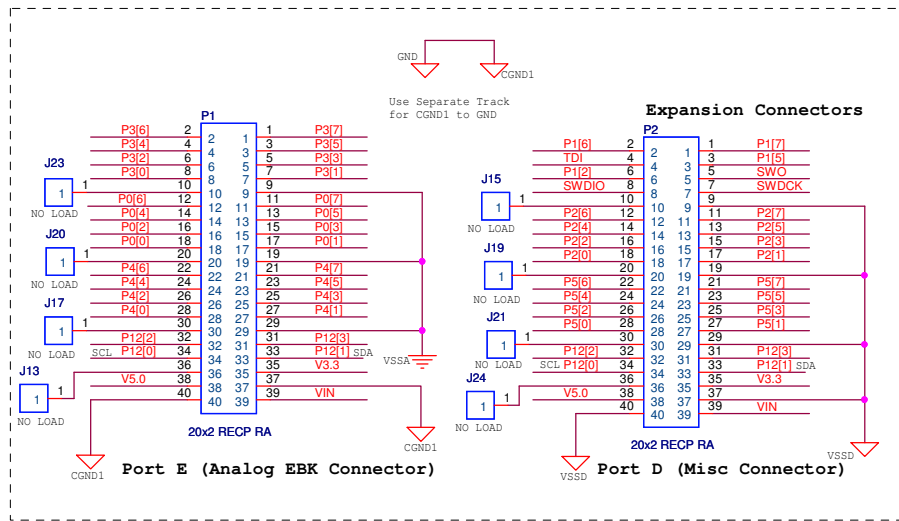 GND
CGND1
Use Separate Track
for CGND1 to GND
Expansion Connectors
P1
P3[6] 2 2 1 1 P3[7]
P3[4] 4 4 3 3 P3[5]
P3[2] 6 6 5 5 P3[3]
P3[0] 8 8 7 7 P3[1]
J23
1 1 10 10 9 9
NO LOAD
P0[6] 12 12 11 11 P0[7]
P0[4] 14 14 13 13 P0[5]
P0[2] 16 16 15 15 P0[3]
P0[0] 18 18 17 17 P0[1]
J20
1 1 20 20 19 19
NO LOAD
P4[6] 22 22 21 21 P4[7]
P4[4] 24 24 23 23 P4[5]
P4[2] 26 26 25 25 P4[3]
P4[0] 28 28 27 27 P4[1]
J17
1 1 30 30 29 29
NO LOAD
P12[2] 32 32 31 31 P12[3]
SCL P12[0] 34 34 33 33 P12[1] SDA
VSSA
J13
1 1 36 36 35 35 V3.3
NO LOAD
V5.0 38 38 37 37
40 40 39 39 VIN
20x2 RECP RA
CGND1
CGND1
Port E (Analog EBK Connector)
P2
P1[6] 2 2 1 1 P1[7]
TDI 4 4 3 3 P1[5]
P1[2] 6 6 5 5 SWO
SWDIO 8 8 7 7 SWDCK
J15
1 1 10 10 9 9
NO LOAD
P2[6] 12 12 11 11 P2[7]
P2[4] 14 14 13 13 P2[5]
P2[2] 16 16 15 15 P2[3]
P2[0] 18 18 17 17 P2[1]
J19
1 1 20 20 19 19
NO LOAD
P5[6] 22 22 21 21 P5[7]
P5[4] 24 24 23 23 P5[5]
P5[2] 26 26 25 25 P5[3]
P5[0] 28 28 27 27 P5[1]
J21
1 1 30 30 29 29
NO LOAD
P12[2] 32 32 31 31 P12[3]
SCL P12[0] 34 34 33 33 P12[1] SDA
J24
1 1 36 36 35 35 V3.3
NO LOAD
V5.0 38 38 37 37
40 40 39 39 VIN
20x2 RECP RA
VSSD
VSSD
Port D (Misc Connector)